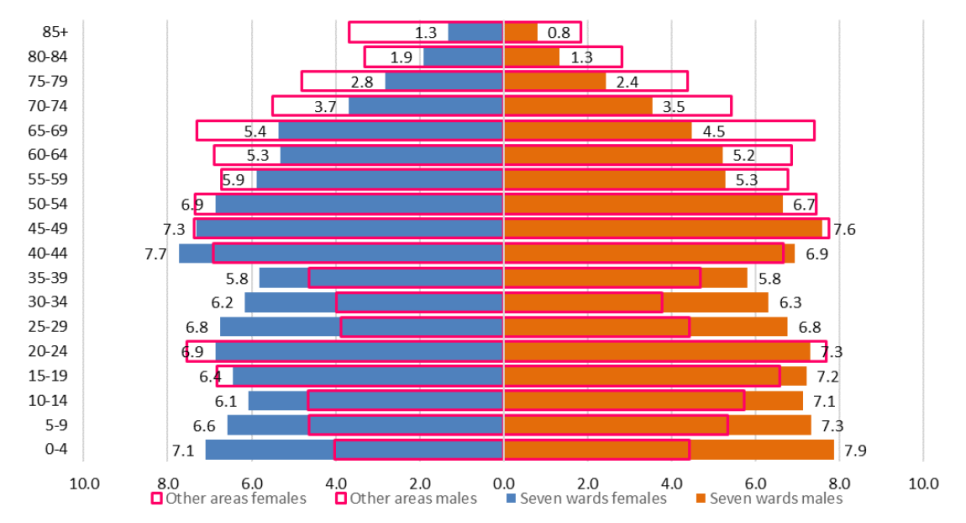 85+ 1.3 0.8
80-84 1.9 1.3
75-79 2.8 2.4
70-74 3.7 3.5
65-69 5.4 4.5
60-64 5.3 5.2
55-59 5.9 5.3
50-54 6.9 6.7
45-49 7.3 7.6
40-44 7.7 6.9
35-39 5.8 5.8
30-34 6.2 6.3
25-29 6.8 6.8
20-24 6.9 7.3
15-19 6.4 7.2
10-14 6.1 7.1
5-9 6.6 7.3
0-4 7.1 7.9
10.0 8.0 6.0 4.0 2.0 0.0 2.0 4.0 6.0 8.0 10.0
Other areas females Other areas males Seven wards females Seven wards males